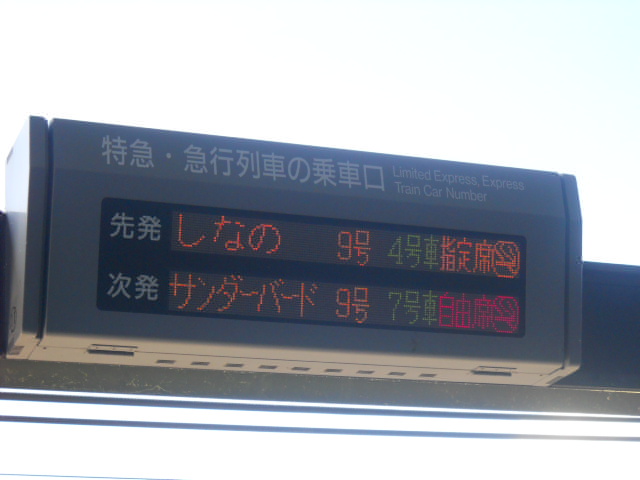 特急・急行列車の乗車口 Limited Express, Express
Train Car Number
先発 しなの 9号 4号車指定席
次発 サンダーバード 9号 7号車自由席